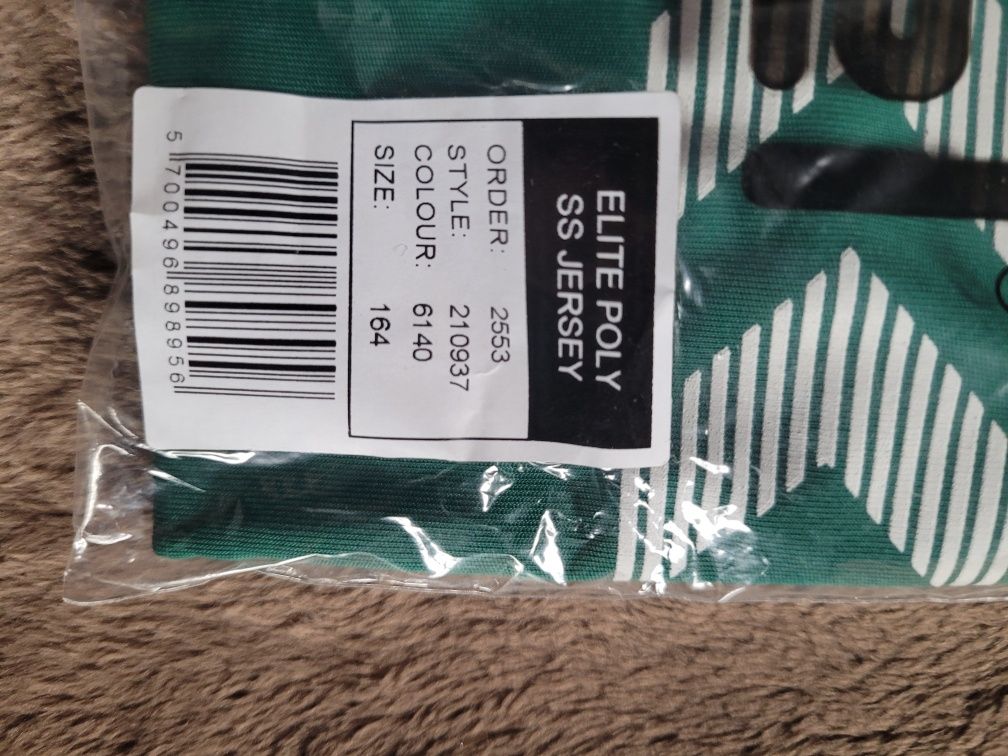 ELITE POLY
SS JERSEY
ORDER: 2553
STYLE: 210937
COLOUR: 6140
SIZE: 164
5 700496 898956